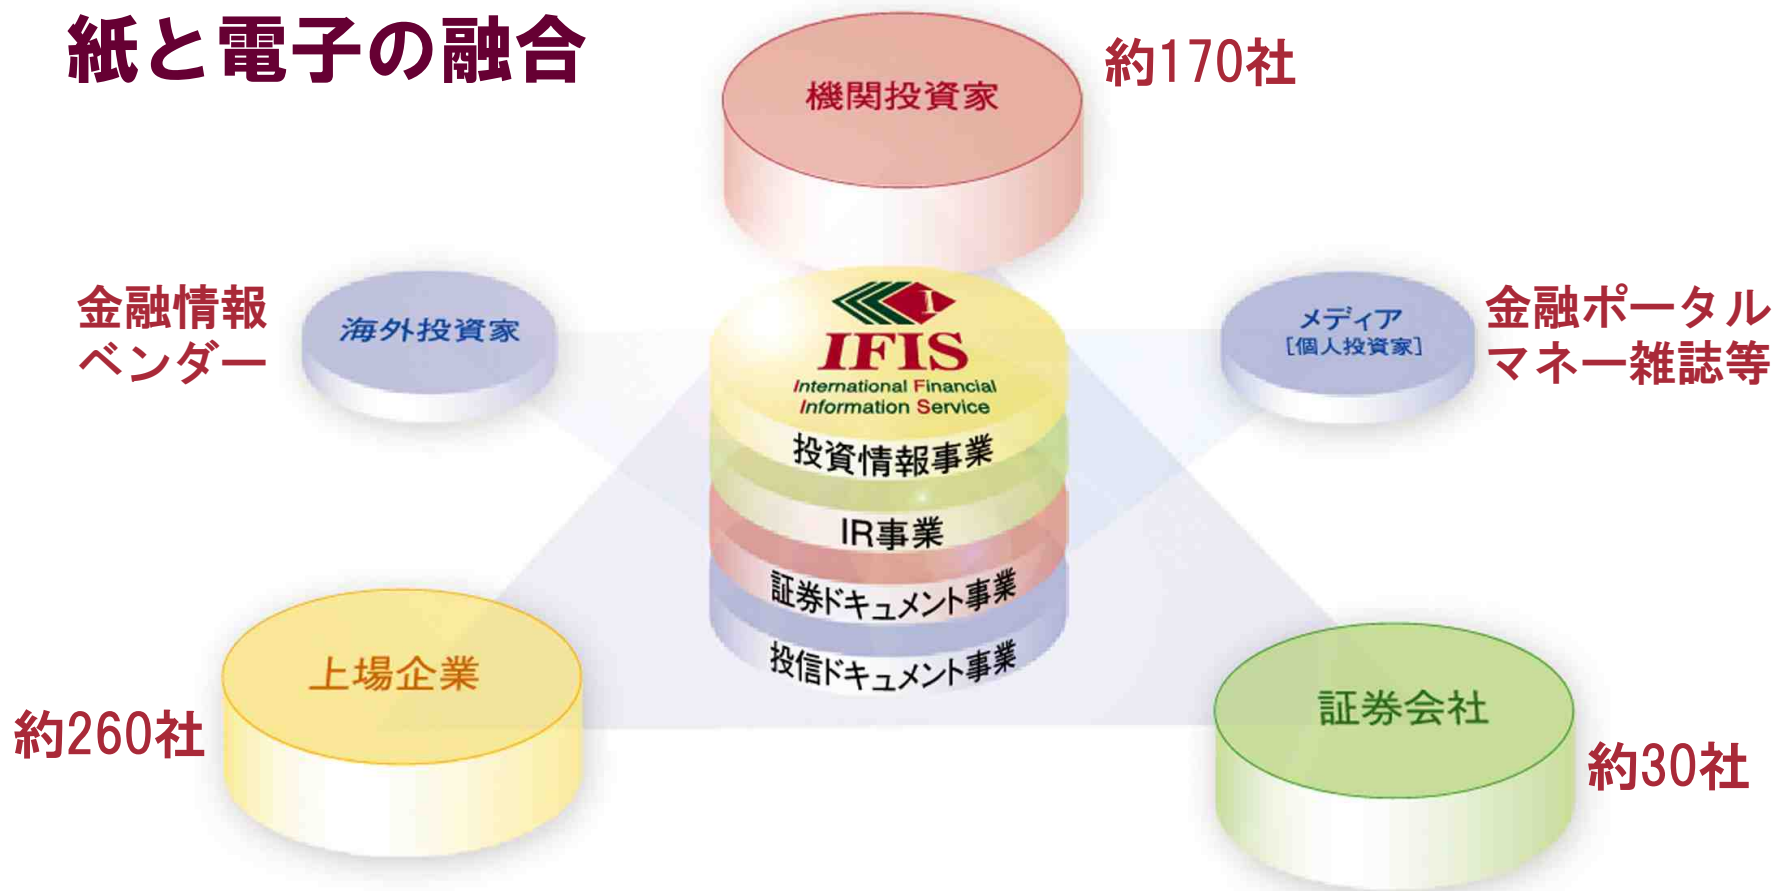 紙と電子の融合
機関投資家
約170社
金融情報
ベンダー
海外投資家
I
IFIS
International Financial
Information Service
メディア
[個人投資家]
金融ポータル
マネー雑誌等
投資情報事業
IR事業
証券ドキュメント事業
投信ドキュメント事業
上場企業
約260社
証券会社
約30社